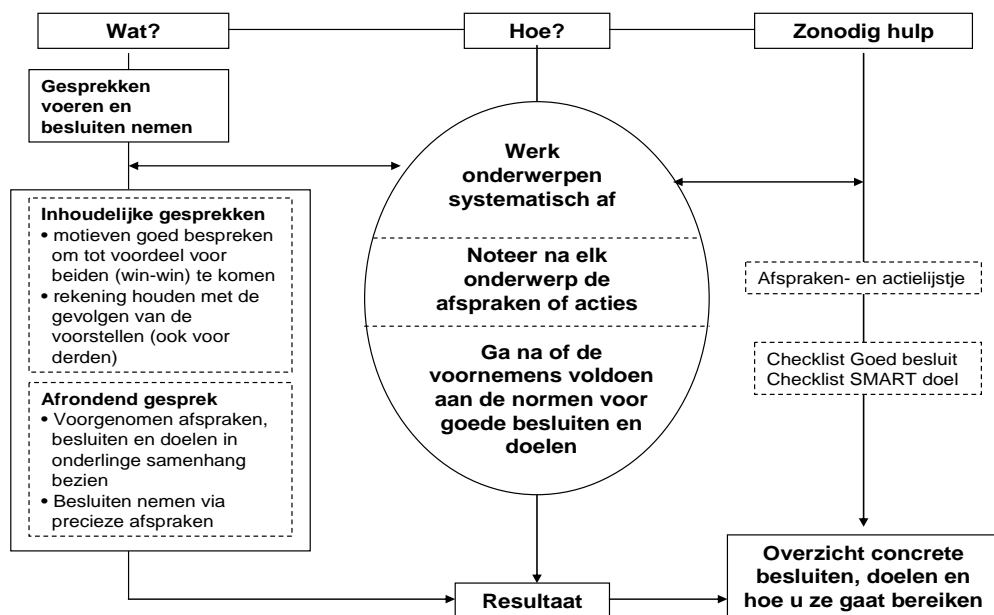 Wat?
Hoe?
Zonodig hulp
Gesprekken
voeren en
besluiten nemen
Inhoudelijke gesprekken
• motieven goed bespreken
om tot voordeel voor
beiden (win-win) te komen
• rekening houden met de
gevolgen van de
voorstellen (ook voor
derden)
Afrondend gesprek
• Voorgenomen afspraken,
besluiten en doelen in
onderlinge samenhang
bezien
• Besluiten nemen via
precieze afspraken
Werk
onderwerpen
systematisch af
Noteer na elk
onderwerp de
afspraken of acties
Ga na of de
voornemens voldoen
aan de normen voor
goede besluiten en
doelen
Afspraken- en actielijstje
Checklist Goed besluit
Checklist SMART doel
Resultaat
Overzicht concrete
besluiten, doelen en
hoe u ze gaat bereiken